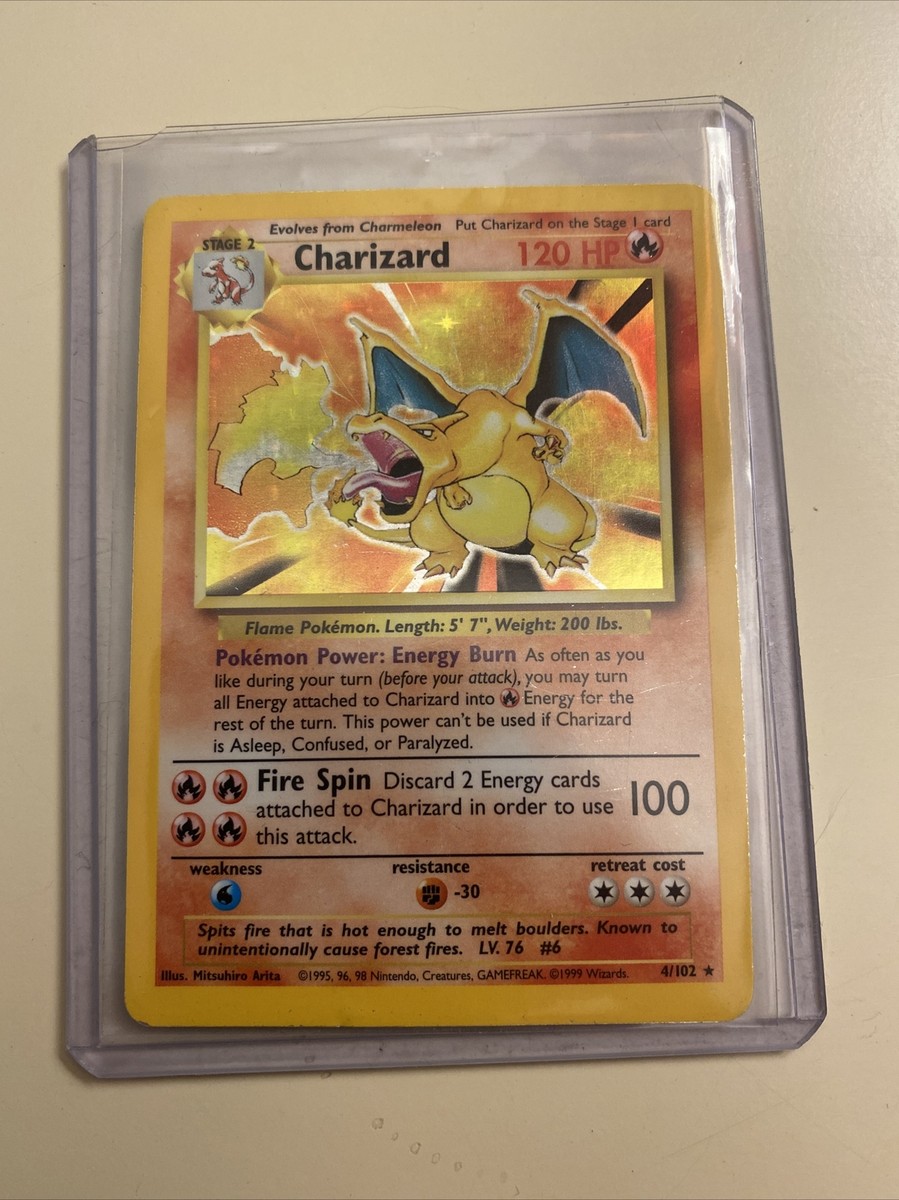 Evolves from Charmeleon Put Charizard on the Stage 1 card
STAGE 2
Charizard 120 HP
Flame Pokémon. Length: 5' 7", Weight: 200 lbs.
Pokémon Power: Energy Burn As often as you
like during your turn (before your attack), you may turn
all Energy attached to Charizard into Energy for the
rest of the turn. This power can't be used if Charizard
is Asleep, Confused, or Paralyzed.
Fire Spin Discard 2 Energy cards
attached to Charizard in order to use 100
this attack.
weakness resistance retreat cost
-30
Spits fire that is hot enough to melt boulders. Known to
unintentionally cause forest fires. LV. 76 #6
Illus. Mitsuhiro Arita ©1995, 96, 98 Nintendo, Creatures, GAMEFREAK. ©1999 Wizards. 4/102 ★